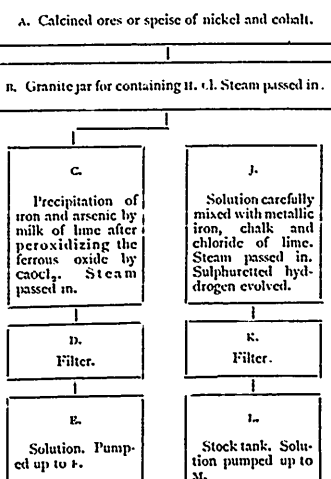 A. Calcined ores or speise of nickel and cobalt.
B. Granite jar for containing H. Cl. Steam passed in.
C.
Precipitation of
iron and arsenic by
milk of lime after
peroxidizing the
ferrous oxide by
CaOCl₂. Steam
passed in.
D.
Filter.
E.
Solution. Pump-
ed up to F.
J.
Solution carefully
mixed with metallic
iron, chalk and
chloride of lime.
Steam passed in.
Sulphuretted hyd-
drogen evolved.
K.
Filter.
L.
Stock tank. Solu-
tion pumped up to
M.